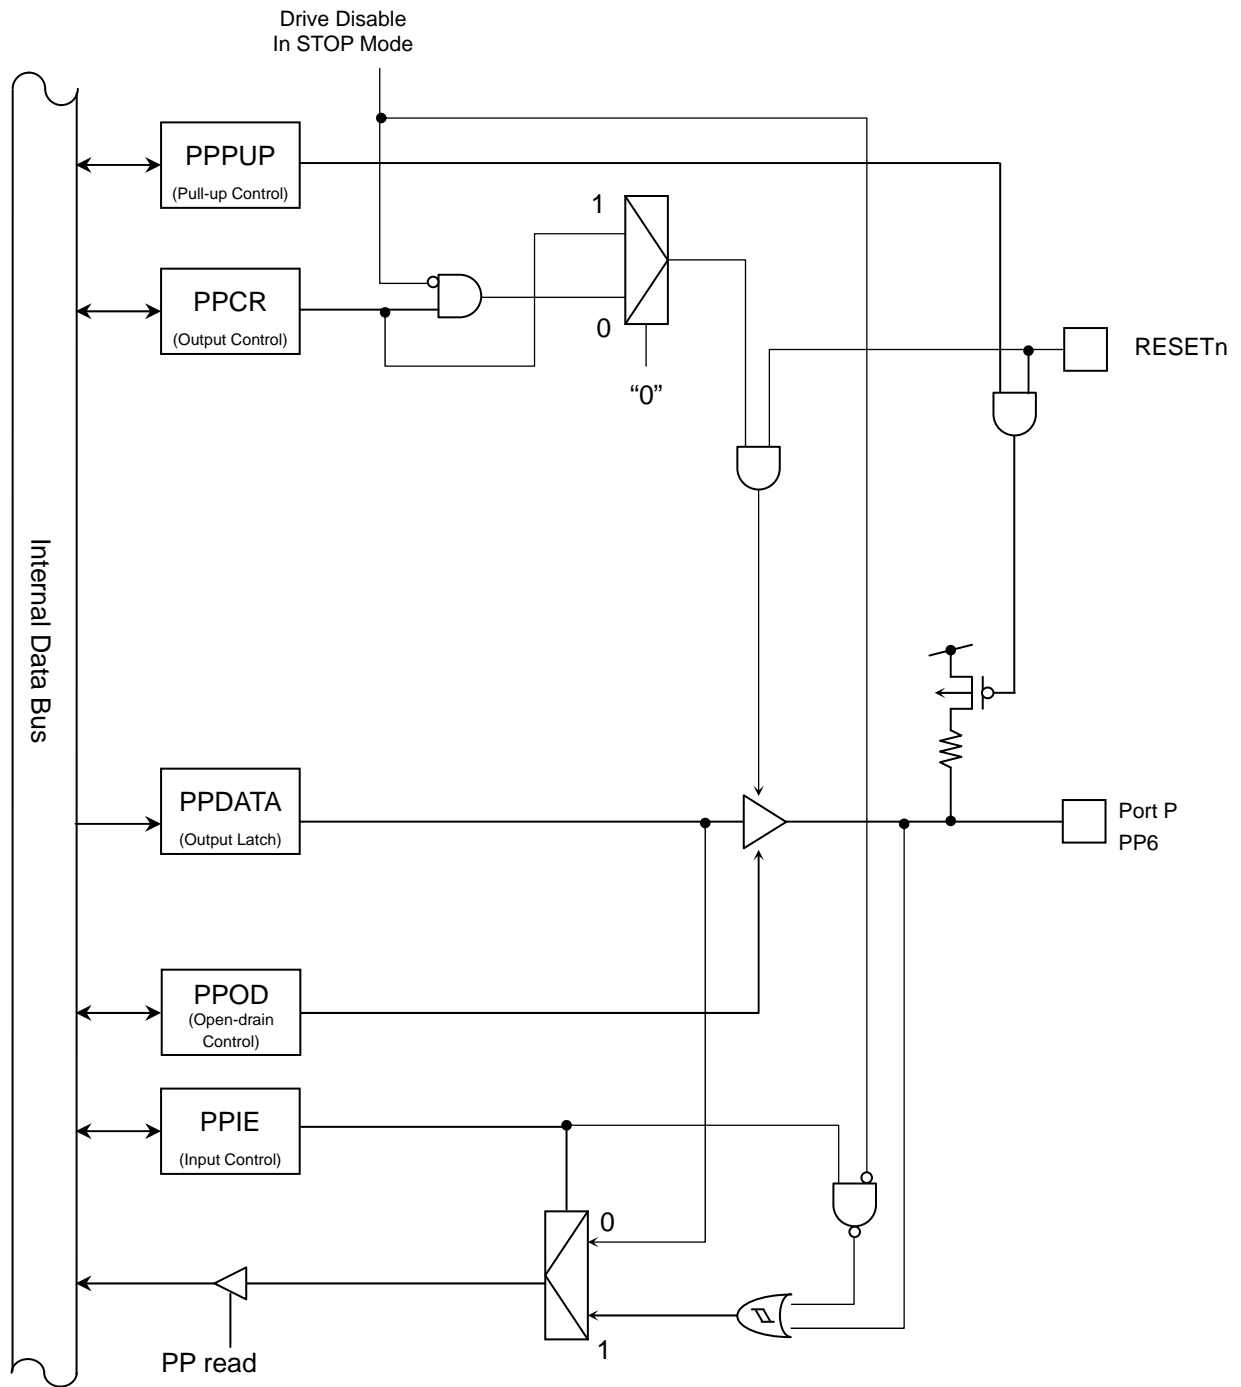 Drive Disable
In STOP Mode
PPPUP
(Pull-up Control)
1
PPCR
(Output Control)
0
“0”
RESETn
Internal Data Bus
PPDATA
(Output Latch)
Port P
PP6
PPOD
(Open-drain
Control)
PPIE
(Input Control)
0
1
PP read